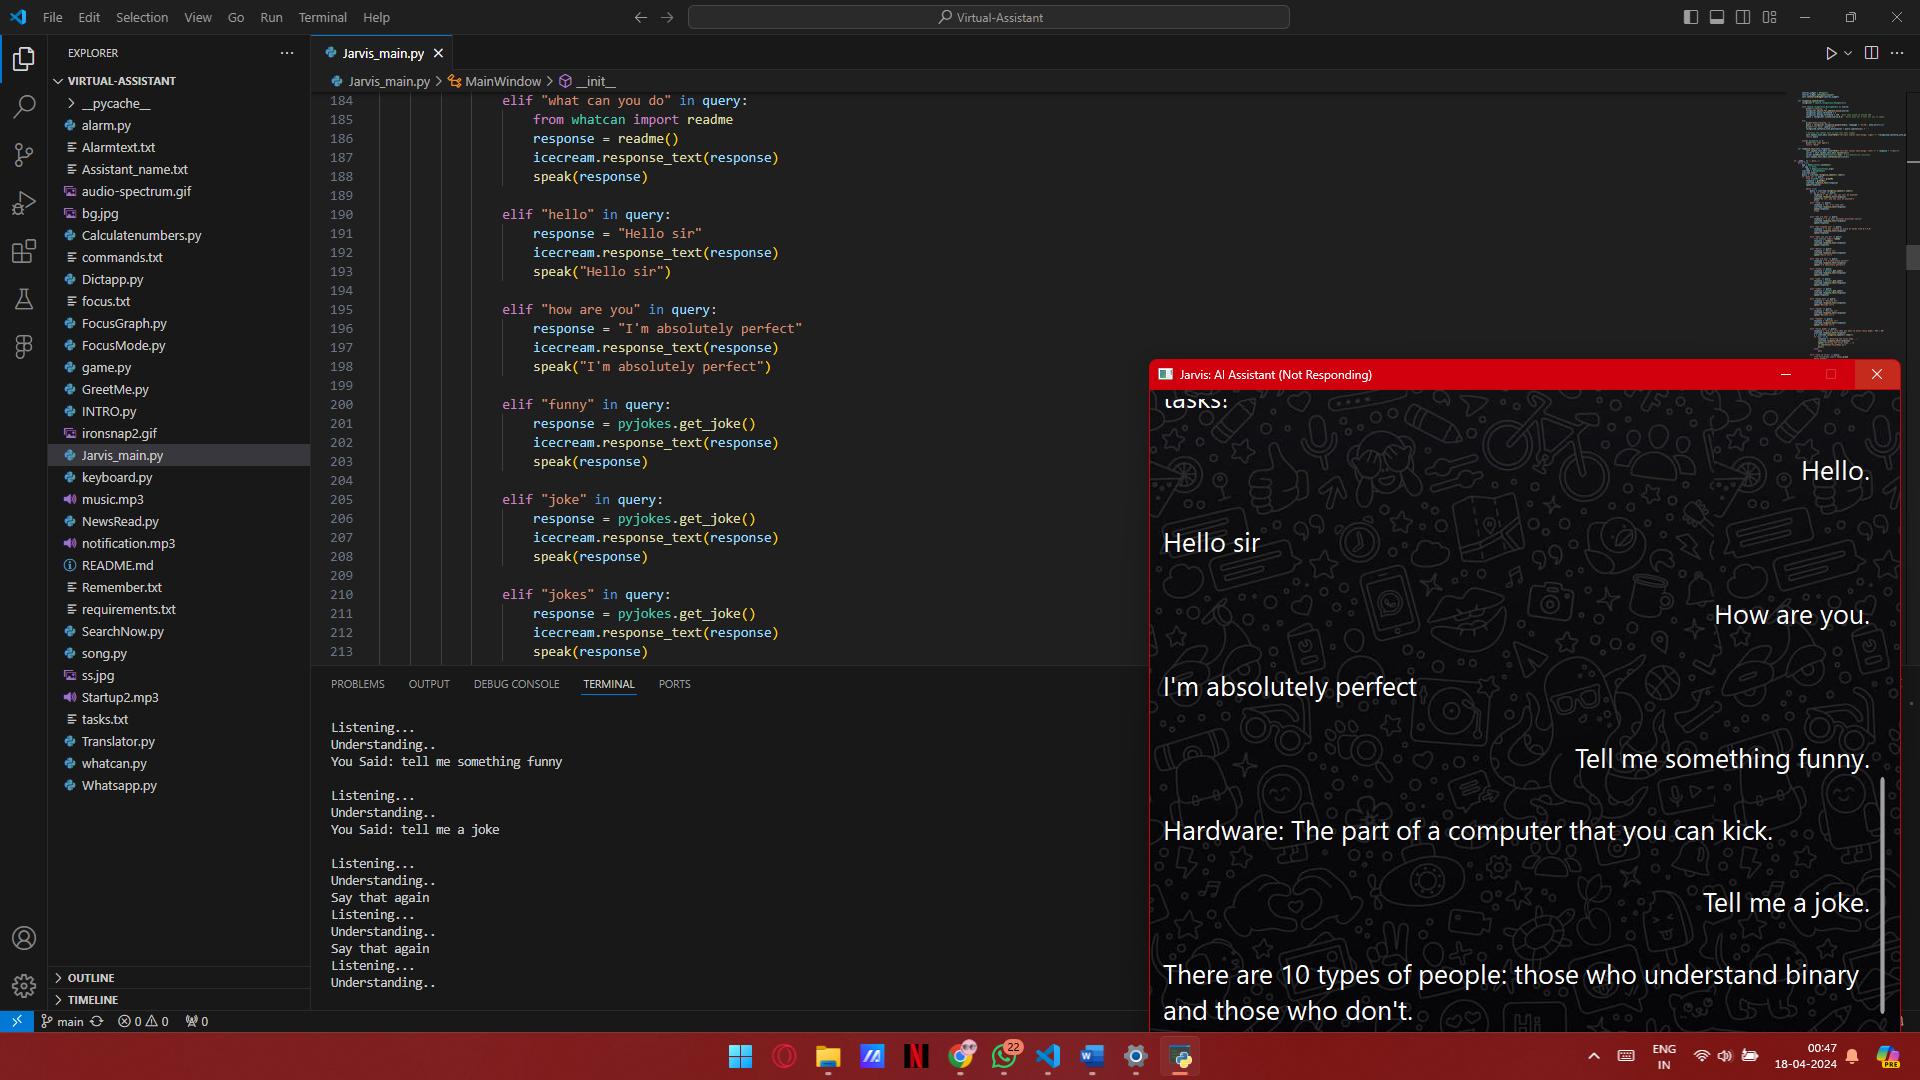 File Edit Selection View Go Run Terminal Help
Virtual-Assistant
EXPLORER
VIRTUAL-ASSISTANT
__pycache__
alarm.py
Alarmtext.txt
Assistant_name.txt
audio-spectrum.gif
bg.jpg
Calculatenumbers.py
commands.txt
Dictapp.py
focus.txt
FocusGraph.py
FocusMode.py
game.py
GreetMe.py
INTRO.py
ironsnap2.gif
Jarvis_main.py
keyboard.py
music.mp3
NewsRead.py
notification.mp3
README.md
Remember.txt
requirements.txt
SearchNow.py
song.py
ss.jpg
Startup2.mp3
tasks.txt
Translator.py
whatcan.py
Whatsapp.py
OUTLINE
TIMELINE
Jarvis_main.py
Jarvis_main.py > MainWindow > __init__
184 elif "what can you do" in query:
185 from whatcan import readme
186 response = readme()
187 icecream.response_text(response)
188 speak(response)
189
190 elif "hello" in query:
191 response = "Hello sir"
192 icecream.response_text(response)
193 speak("Hello sir")
194
195 elif "how are you" in query:
196 response = "I'm absolutely perfect"
197 icecream.response_text(response)
198 speak("I'm absolutely perfect")
199
200 elif "funny" in query:
201 response = pyjokes.get_joke()
202 icecream.response_text(response)
203 speak(response)
204
205 elif "joke" in query:
206 response = pyjokes.get_joke()
207 icecream.response_text(response)
208 speak(response)
209
210 elif "jokes" in query:
211 response = pyjokes.get_joke()
212 icecream.response_text(response)
213 speak(response)
PROBLEMS OUTPUT DEBUG CONSOLE TERMINAL PORTS
Listening...
Understanding..
You Said: tell me something funny
Listening...
Understanding..
You Said: tell me a joke
Listening...
Understanding..
Say that again
Listening...
Understanding..
Say that again
Listening...
Understanding..
Jarvis: AI Assistant (Not Responding)
tasks!
Hello.
Hello sir
How are you.
I'm absolutely perfect
Tell me something funny.
Hardware: The part of a computer that you can kick.
Tell me a joke.
There are 10 types of people: those who understand binary
and those who don't.
main 0 0 0
22
ENG
IN
00:47
18-04-2024
PRE